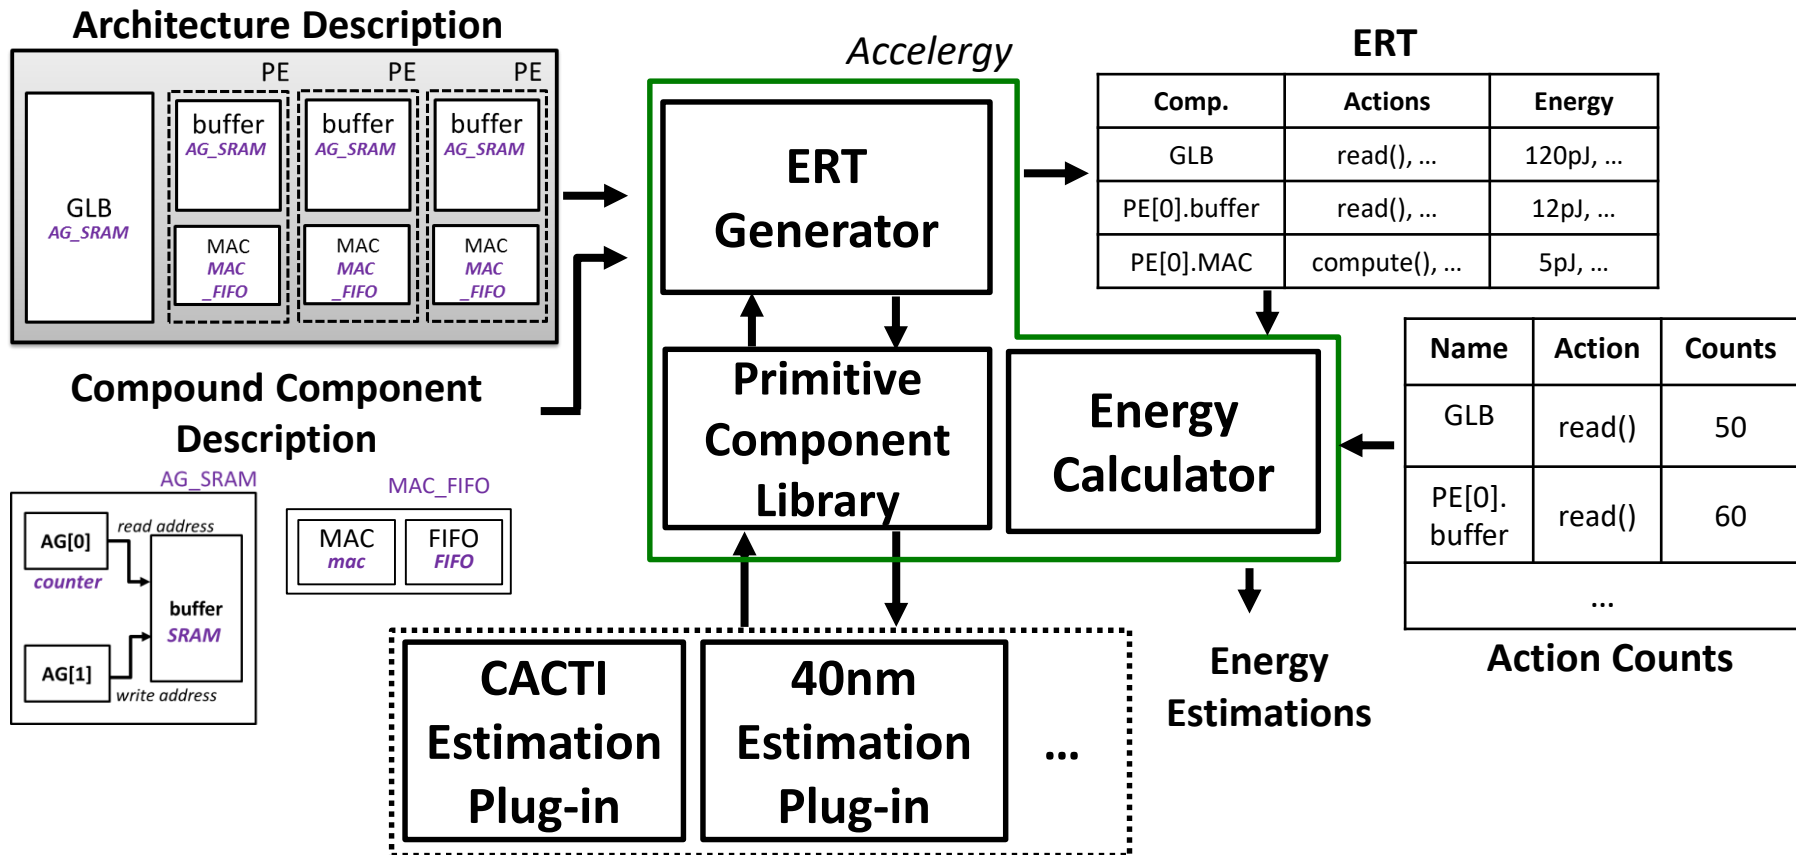 Architecture Description
PE
PE
PE
GLB
AG_SRAM
buffer
AG_SRAM
buffer
AG_SRAM
buffer
AG_SRAM
MAC
MAC
_FIFO
MAC
MAC
_FIFO
MAC
MAC
_FIFO
Compound Component
Description
AG_SRAM
AG[0]
read address
counter
buffer
SRAM
AG[1]
write address
MAC_FIFO
MAC
mac
FIFO
FIFO
Accelergy
ERT
Generator
Primitive
Component
Library
Energy
Calculator
CACTI
Estimation
Plug-in
40nm
Estimation
Plug-in
...
ERT
Comp. Actions Energy
GLB read(), ... 120pJ, ...
PE[0].buffer read(), ... 12pJ, ...
PE[0].MAC compute(), ... 5pJ, ...
Name Action Counts
GLB read() 50
PE[0].
buffer read() 60
...
Action Counts
Energy
Estimations